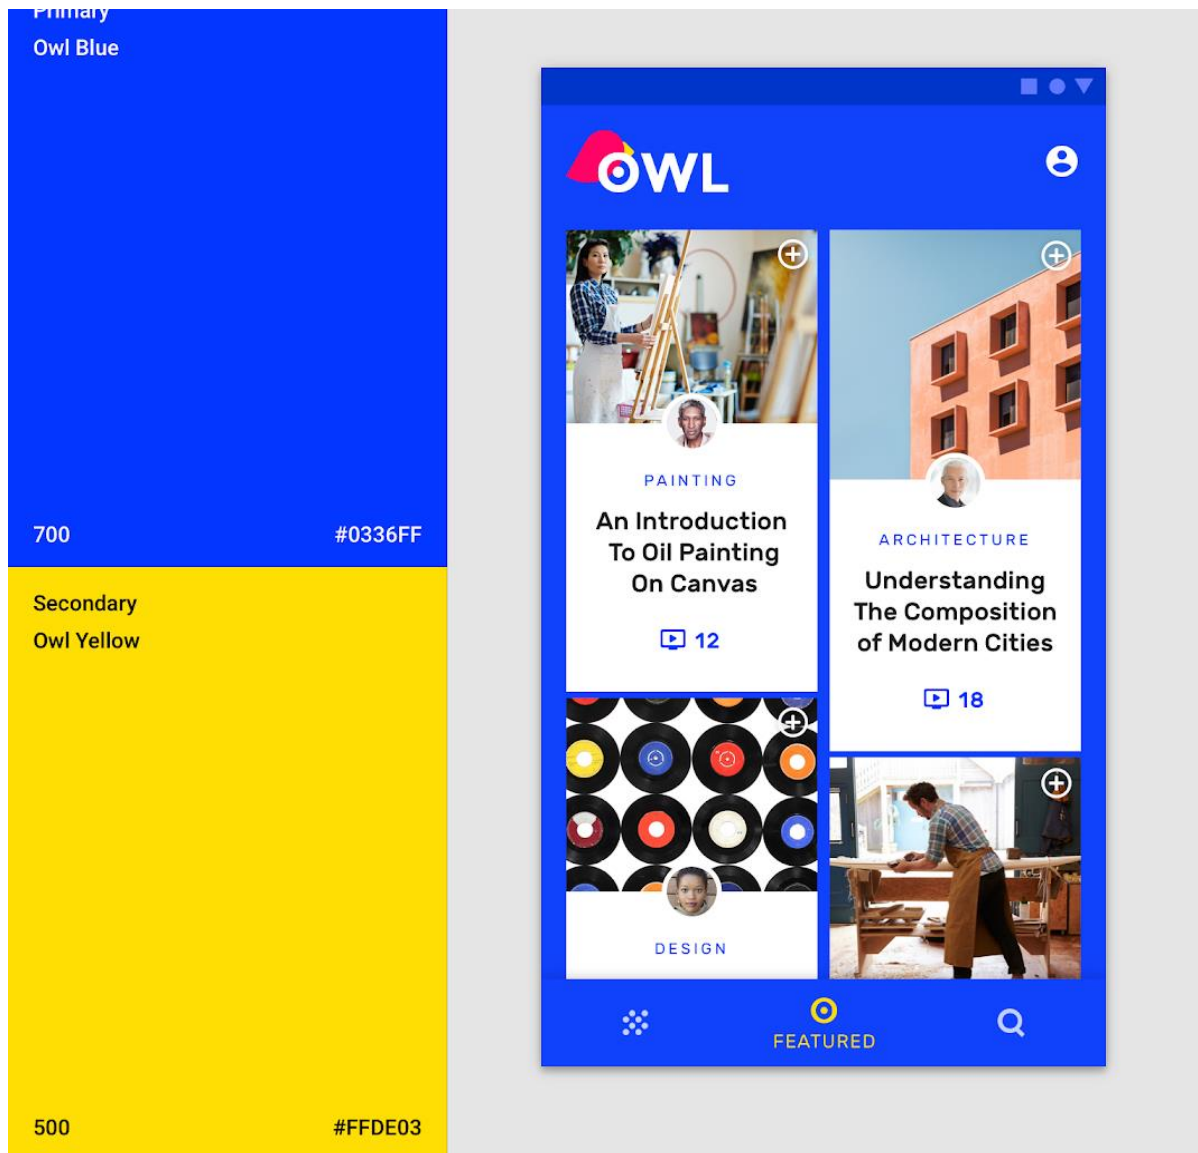 Primary
Owl Blue
700 #0336FF
Secondary
Owl Yellow
500 #FFDE03
OWL
PAINTING
An Introduction
To Oil Painting
On Canvas
12
ARCHITECTURE
Understanding
The Composition
of Modern Cities
18
DESIGN
FEATURED